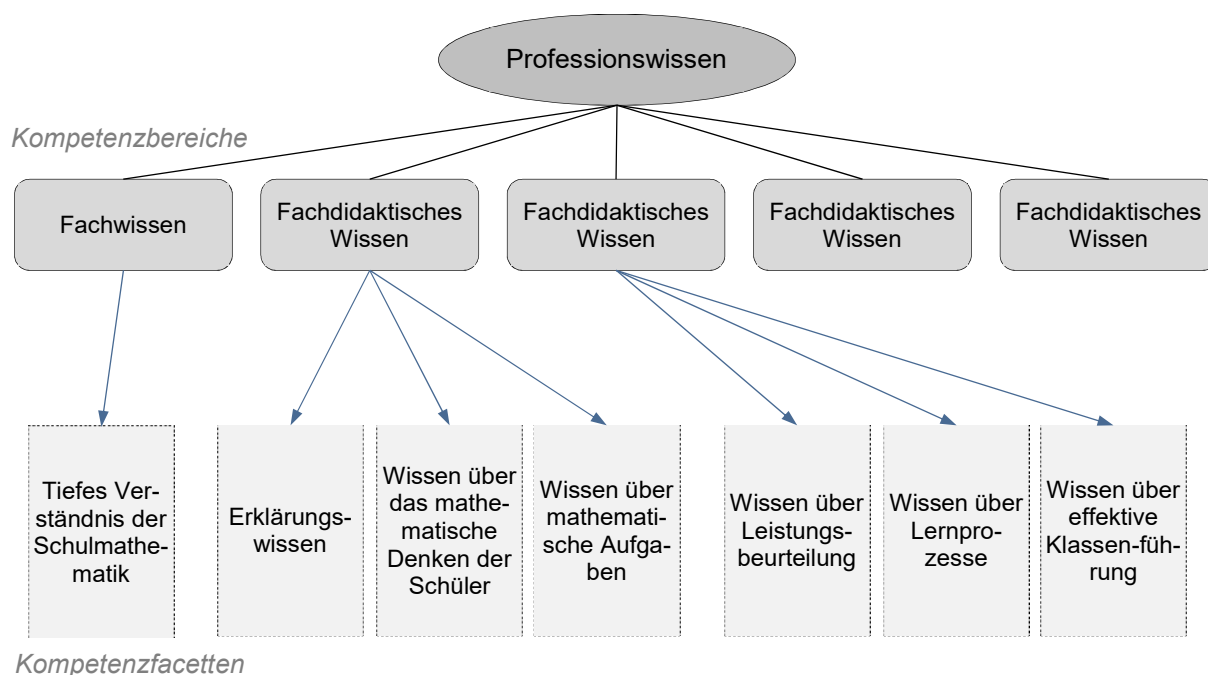 Professionswissen
Kompetenzbereiche
Fachwissen
Fachdidaktisches
Wissen
Fachdidaktisches
Wissen
Fachdidaktisches
Wissen
Fachdidaktisches
Wissen
Tiefes Ver-
ständnis der
Schulmathe-
matik
Erklärungs-
wissen
Wissen über
das mathe-
matische
Denken der
Schüler
Wissen über
mathemati-
sche Aufga-
ben
Wissen über
Leistungs-
beurteilung
Wissen über
Lernpro-
zesse
Wissen über
effektive
Klassen-füh-
rung
Kompetenzfacetten